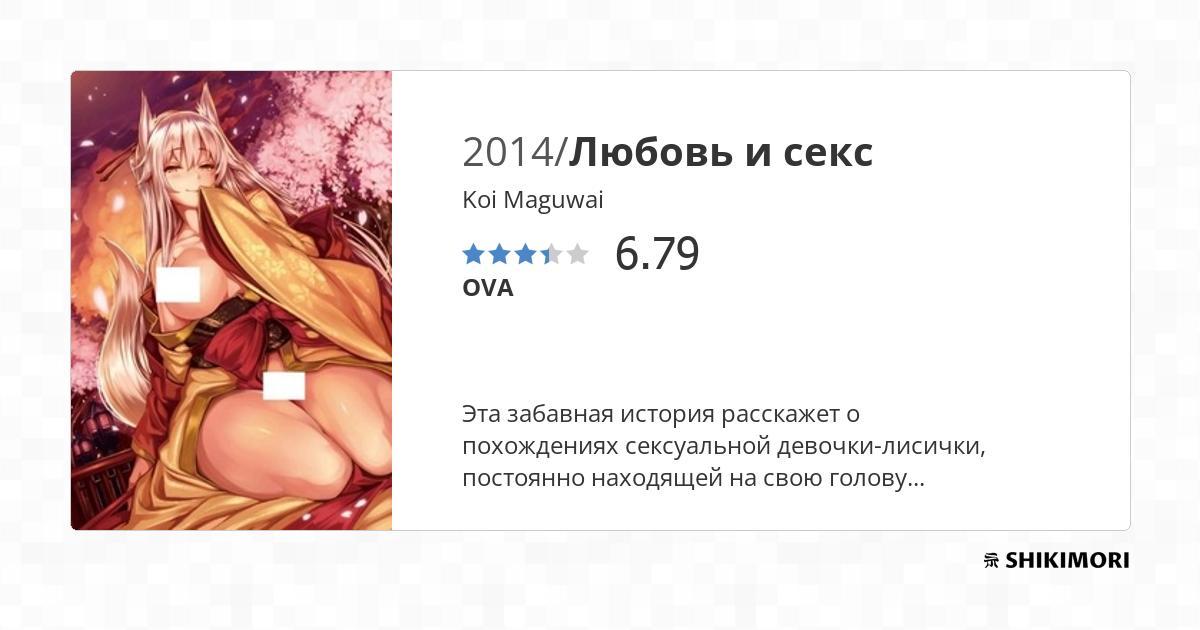 2014/Любовь и секс
Koi Maguwai
6.79
OVA
Эта забавная история расскажет о
похождениях сексуальной девочки-лисички,
постоянно находящей на свою голову...
SHIKIMORI